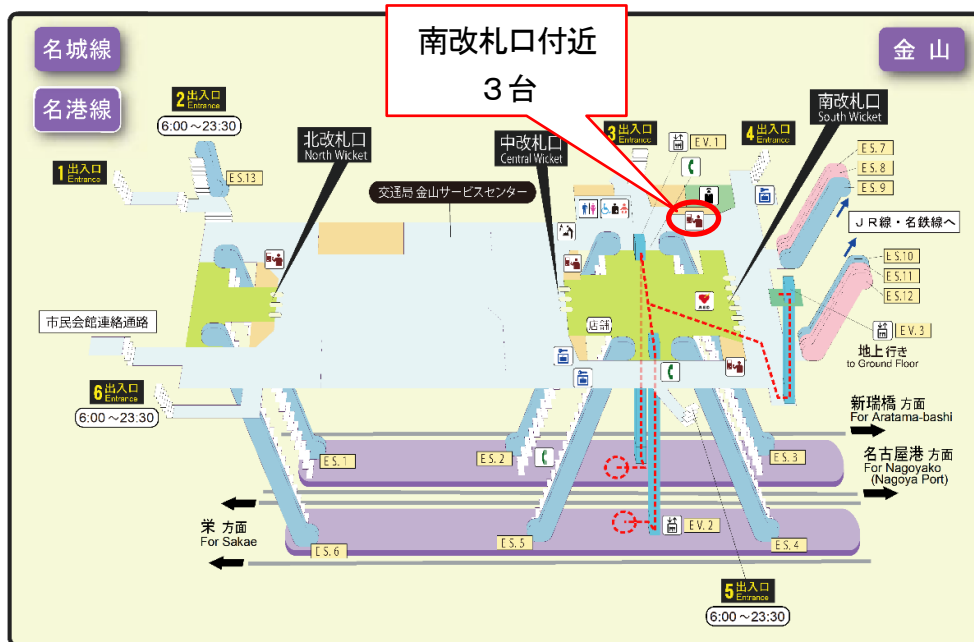 名城線
名港線
南改札口付近
3台
金山
2 出入口
Entrance
6:00～23:30
1 出入口
Entrance
E S. 13
北改札口
North Wicket
交通局 金山サービスセンター
中改札口
Central Wicket
3 出入口
Entrance
E V. 1
4 出入口
Entrance
南改札口
South Wicket
E S. 7
E S. 8
E S. 9
J R線・名鉄線へ
E S. 10
E S. 11
E S. 12
E V. 3
地上行き
to Ground Floor
店舗
市民会館連絡通路
6 出入口
Entrance
6:00～23:30
新瑞橋 方面
For Aratama-bashi
名古屋港 方面
For Nagoyako
(Nagoya Port)
E S. 1
E S. 2
E S. 3
栄 方面
For Sakae
E S. 6
E S. 5
E V. 2
E S. 4
5 出入口
Entrance
6:00～23:30